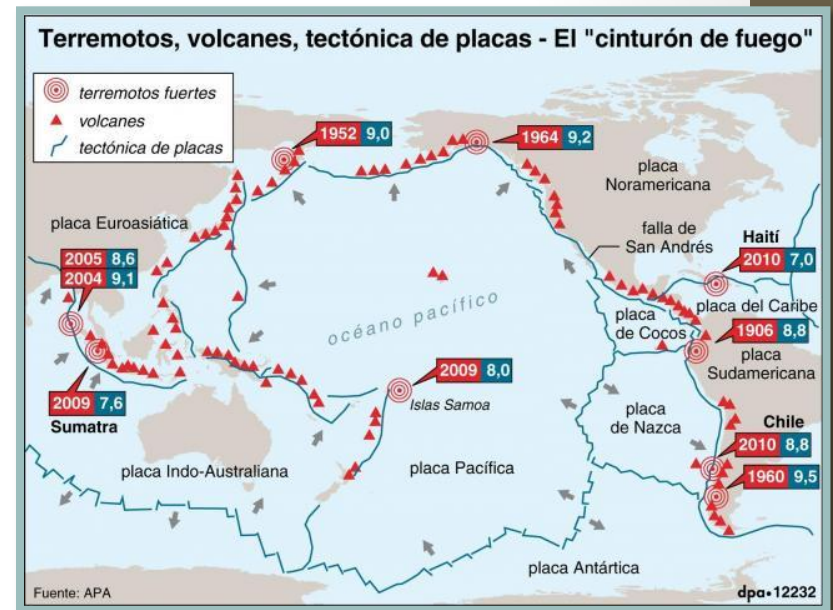 Terremotos, volcanes, tectónica de placas - El "cinturón de fuego"
terremotos fuertes
volcanes
tectónica de placas
1952 9,0
1964 9,2
placa
Noramericana
placa Euroasiática
falla de
San Andrés
Haití
2010 7,0
2005 8,6
2004 9,1
océano pacífico
placa del Caribe
placa
de Cocos
1906 8,8
placa
Sudamericana
2009 8,0
Islas Samoa
2009 7,6
Sumatra
placa
de Nazca
Chile
2010 8,8
1960 9,5
placa Indo-Australiana
placa Pacífica
placa Antártica
Fuente: APA
dpa•12232